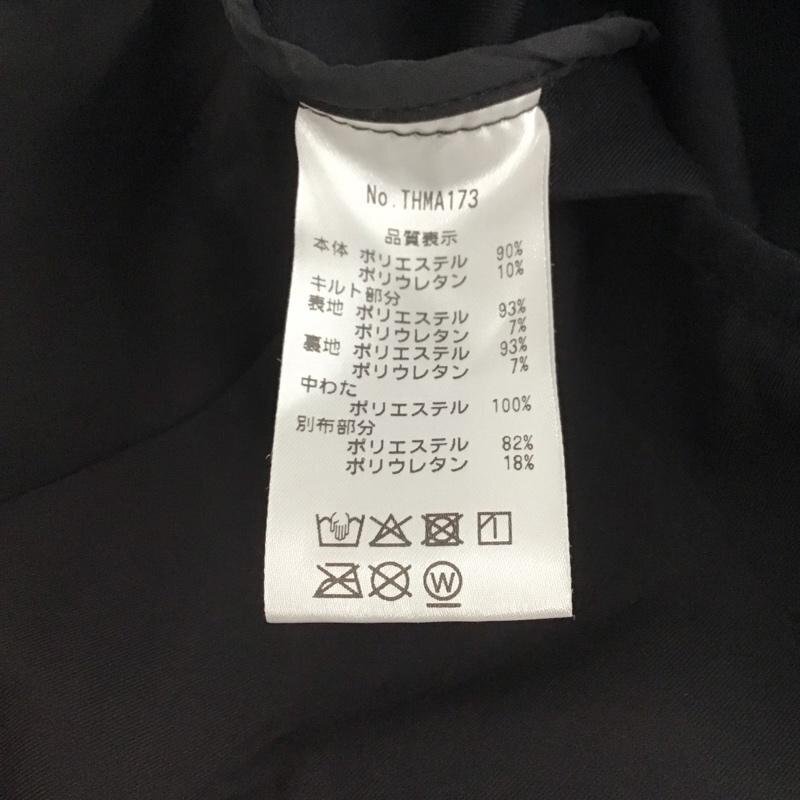 No.THMA173
品質表示
本体 ポリエステル 90%
ポリウレタン 10%
キルト部分
表地 ポリエステル 93%
ポリウレタン 7%
裏地 ポリエステル 93%
ポリウレタン 7%
中わた
ポリエステル 100%
別布部分
ポリエステル 82%
ポリウレタン 18%
W